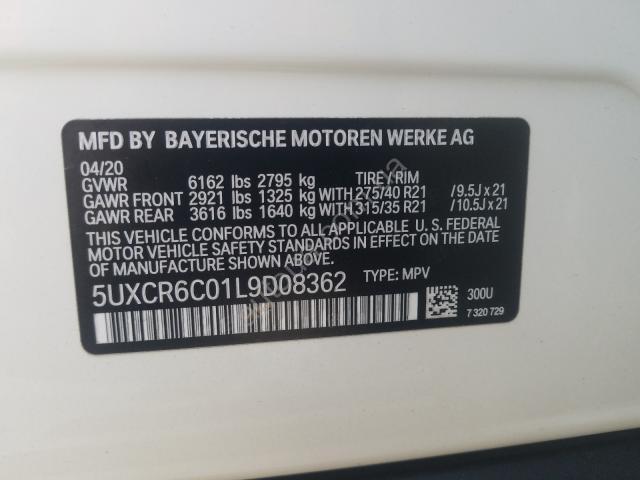 MFD BY BAYERISCHE MOTOREN WERKE AG
04/20
GVWR 6162 lbs 2795 kg TIRE / RIM
GAWR FRONT 2921 lbs 1325 kg WITH 275/40 R21 /9.5J x 21
GAWR REAR 3616 lbs 1640 kg WITH 315/35 R21 /10.5J x 21
THIS VEHICLE CONFORMS TO ALL APPLICABLE U. S. FEDERAL
MOTOR VEHICLE SAFETY STANDARDS IN EFFECT ON THE DATE
OF MANUFACTURE SHOWN ABOVE.
5UXCR6C01L9D08362 TYPE: MPV
300U
7 320 729